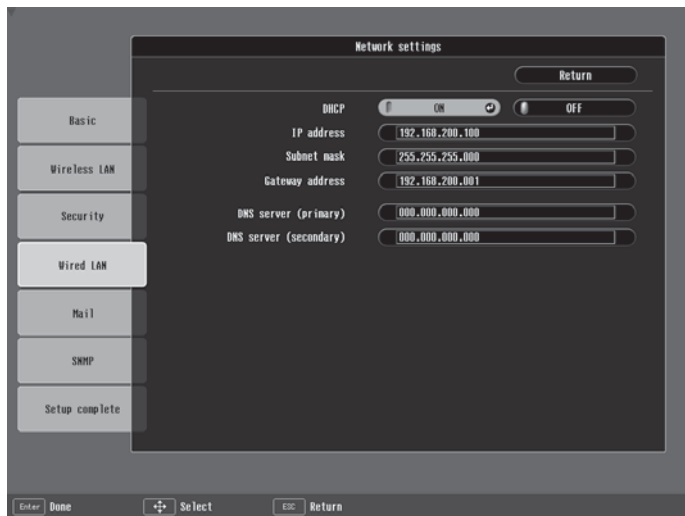 Network settings
Return
Basic
Wireless LAN
Security
Wired LAN
Mail
SNMP
Setup complete
DHCP ON OFF
IP address 192.168.200.100
Subnet mask 255.255.255.000
Gateway address 192.168.200.001
DNS server (primary) 000.000.000.000
DNS server (secondary) 000.000.000.000
Enter Done Select ESC Return